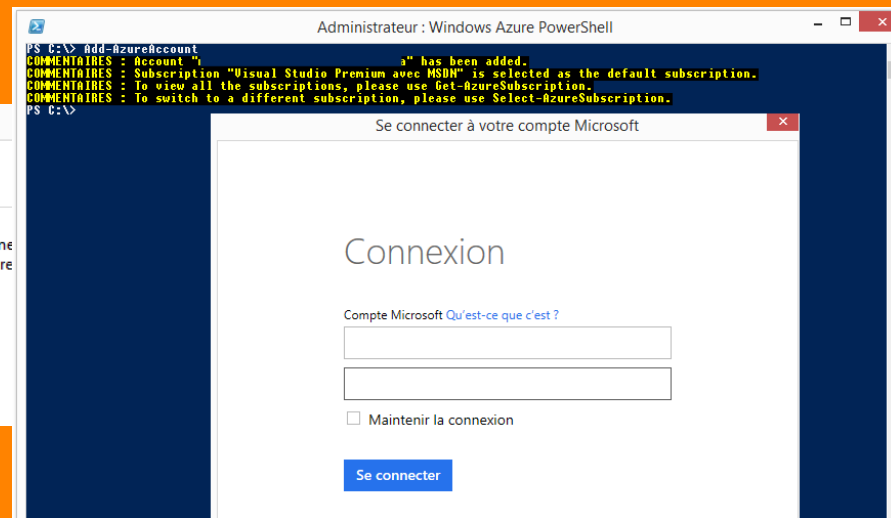 Administrateur : Windows Azure PowerShell
PS C:\> Add-AzureAccount
COMMENTAIRES : Account " a" has been added.
COMMENTAIRES : Subscription "Visual Studio Premium avec MSDN" is selected as the default subscription.
COMMENTAIRES : To view all the subscriptions, please use Get-AzureSubscription.
COMMENTAIRES : To switch to a different subscription, please use Select-AzureSubscription.
PS C:\>
Se connecter à votre compte Microsoft
Connexion
Compte Microsoft Qu'est-ce que c'est ?
Maintenir la connexion
Se connecter